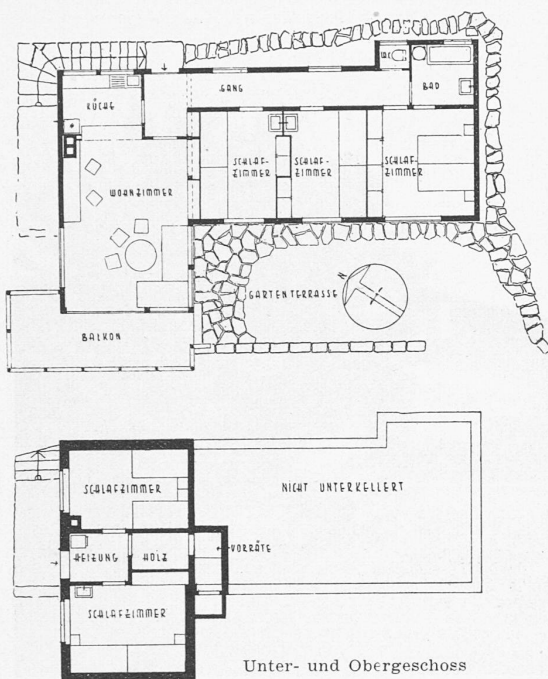 W.C.
KÜCHE
GANG
BAD
SCHLAF-
ZIMMER
SCHLAF-
ZIMMER
SCHLAF-
ZIMMER
WOHNZIMMER
N
GARTENTERRASSE
BALKON
SCHLAFZIMMER
NICHT UNTERKELLERT
HEIZUNG
HOLZ
VORRÄTE
SCHLAFZIMMER
Unter- und Obergeschoss